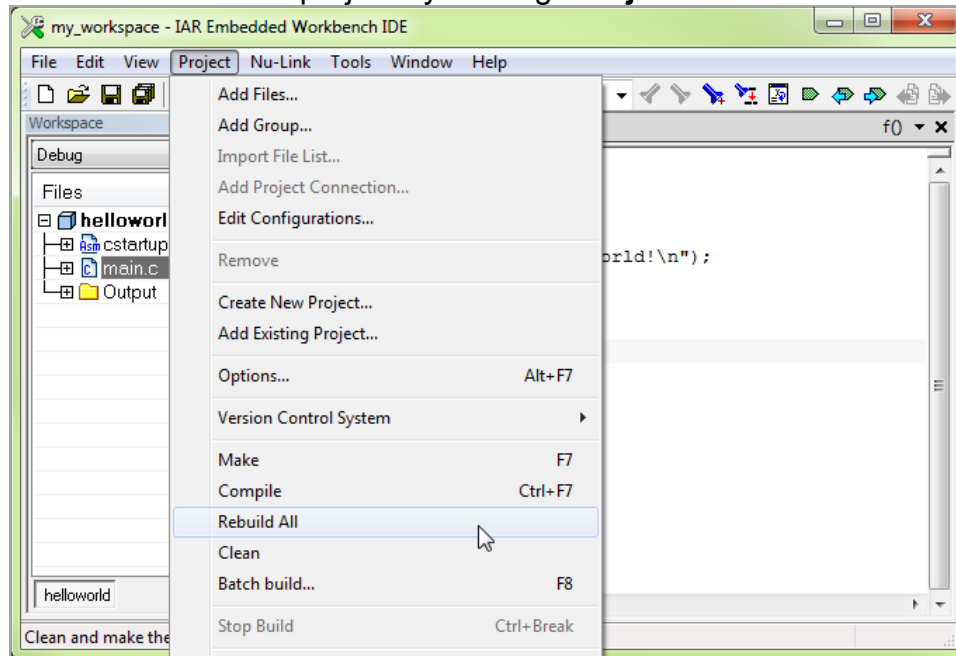 my_workspace - IAR Embedded Workbench IDE
File Edit View Project Nu-Link Tools Window Help
Workspace
f()
Debug
Files
helloworl
cstartup
main.c
Output
Add Files...
Add Group...
Import File List...
Add Project Connection...
Edit Configurations...
Remove
Create New Project...
Add Existing Project...
Options... Alt+F7
Version Control System
Make F7
Compile Ctrl+F7
Rebuild All
Clean
Batch build... F8
Stop Build Ctrl+Break
orld!\n");
helloworld
Clean and make the